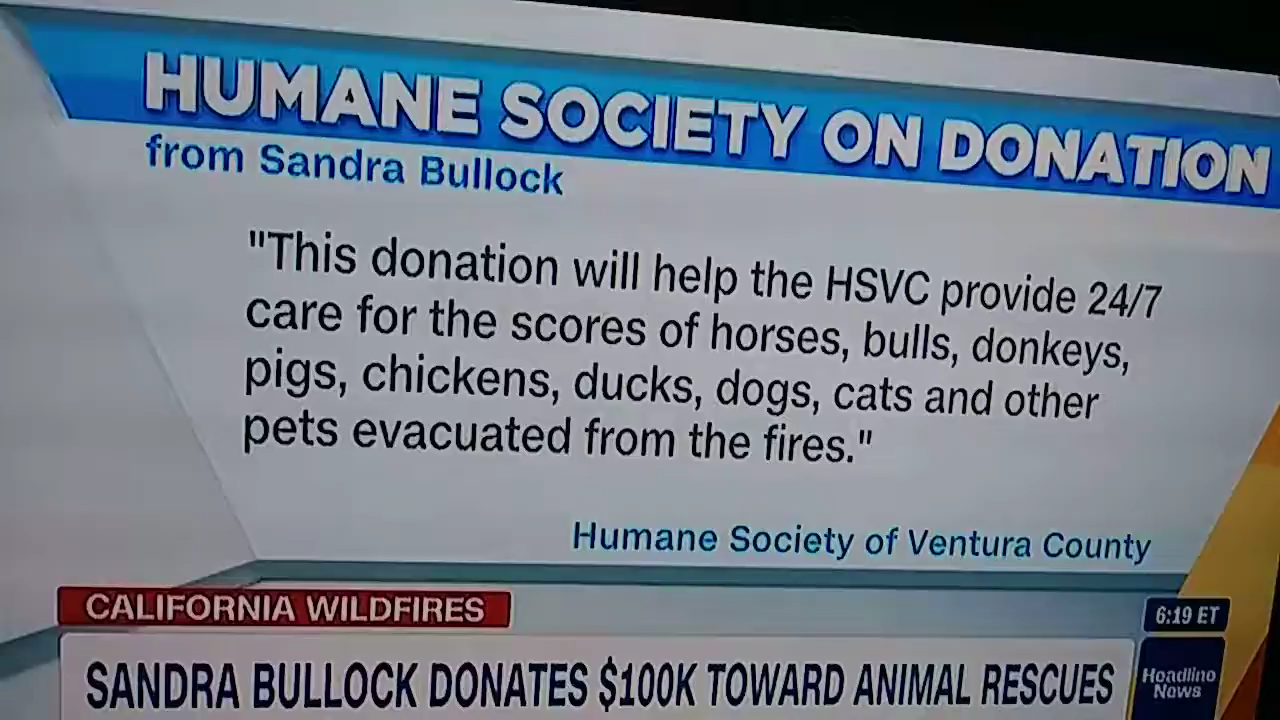 HUMANE SOCIETY ON DONATION
from Sandra Bullock
"This donation will help the HSVC provide 24/7
care for the scores of horses, bulls, donkeys,
pigs, chickens, ducks, dogs, cats and other
pets evacuated from the fires."
Humane Society of Ventura County
CALIFORNIA WILDFIRES
6:19 ET
SANDRA BULLOCK DONATES $100K TOWARD ANIMAL RESCUES
Headline
News